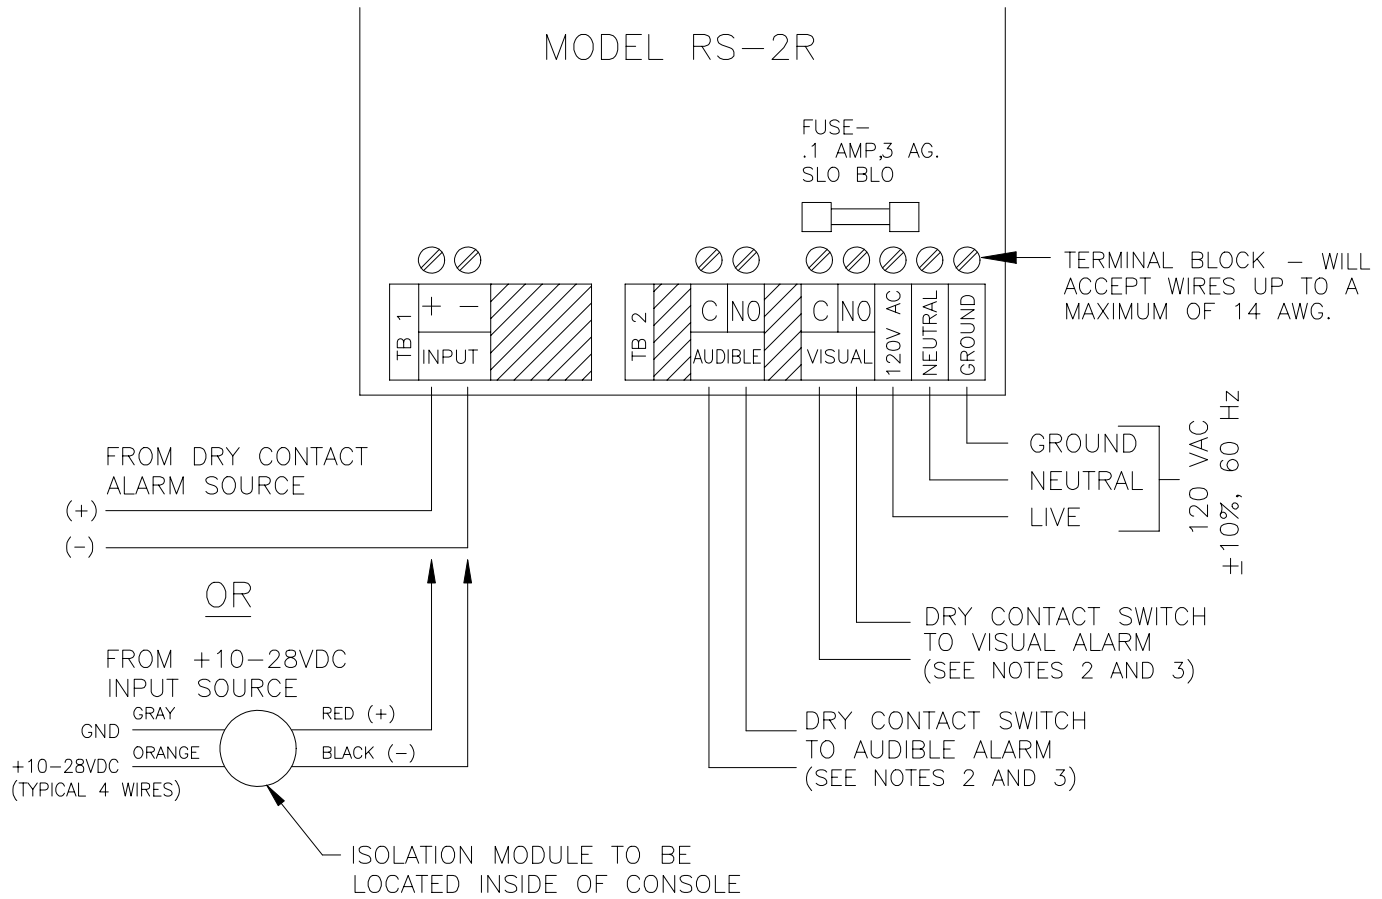 MODEL RS-2R
FUSE-
.1 AMP,3 AG.
SLO BLO
TERMINAL BLOCK - WILL
ACCEPT WIRES UP TO A
MAXIMUM OF 14 AWG.
TB 1
+ -
INPUT
TB 2
C NO
AUDIBLE
C NO
VISUAL
120V AC
NEUTRAL
GROUND
FROM DRY CONTACT
ALARM SOURCE
(+)
(-)
OR
FROM +10-28VDC
INPUT SOURCE
GRAY
GND
ORANGE
+10-28VDC
(TYPICAL 4 WIRES)
RED (+)
BLACK (-)
ISOLATION MODULE TO BE
LOCATED INSIDE OF CONSOLE
GROUND
NEUTRAL
LIVE
120 VAC
±10%, 60 Hz
DRY CONTACT SWITCH
TO VISUAL ALARM
(SEE NOTES 2 AND 3)
DRY CONTACT SWITCH
TO AUDIBLE ALARM
(SEE NOTES 2 AND 3)